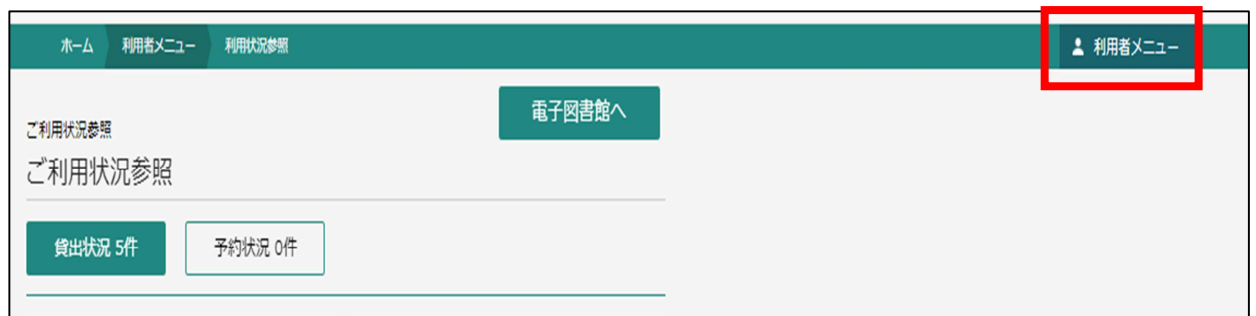 ホーム 利用者メニュー 利用状況参照 利用者メニュー
電子図書館へ
ご利用状況参照
ご利用状況参照
貸出状況 5件 予約状況 0件